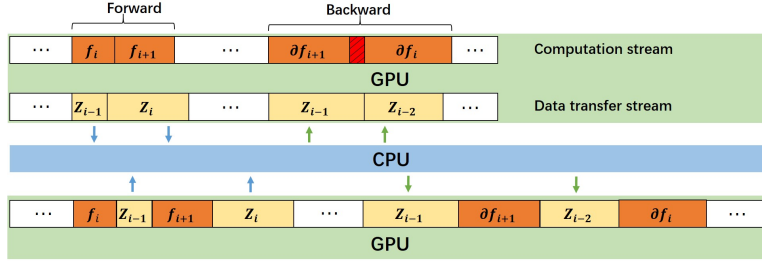 Forward Backward
⋯ f_i f_{i+1} ⋯ ∂f_{i+1} ∂f_i ⋯ Computation stream
GPU
⋯ Z_{i−1} Z_i ⋯ Z_{i−1} Z_{i−2} ⋯ Data transfer stream
CPU
⋯ f_i Z_{i−1} f_{i+1} Z_i ⋯ Z_{i−1} ∂f_{i+1} Z_{i−2} ∂f_i ⋯
GPU